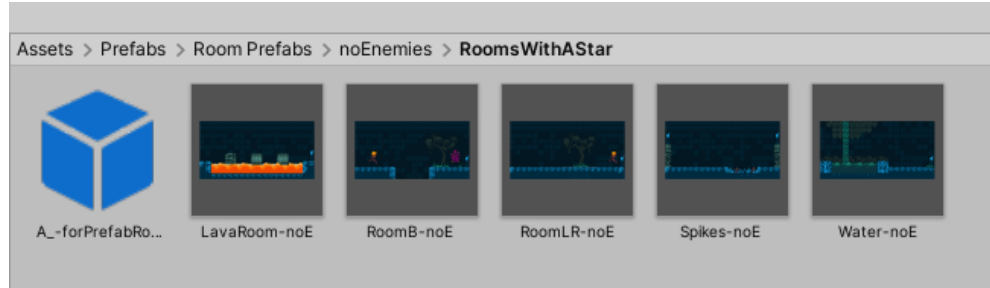 Assets > Prefabs > Room Prefabs > noEnemies > RoomsWithAStar
A_-forPrefabRo... LavaRoom-noE RoomB-noE RoomLR-noE Spikes-noE Water-noE